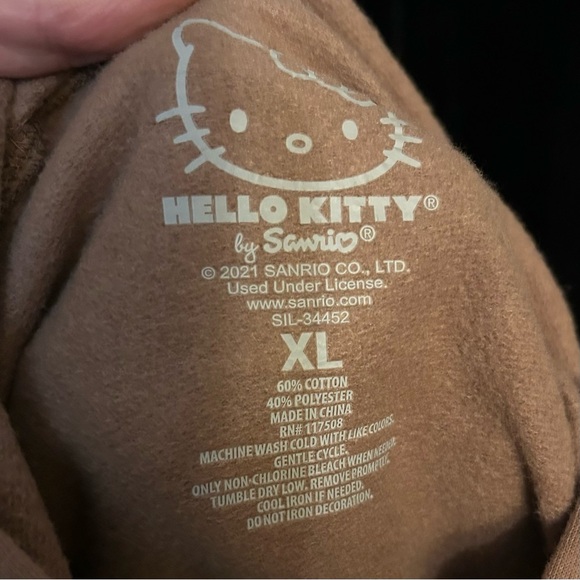 HELLO KITTY®
by Sanrio®
© 2021 SANRIO CO., LTD.
Used Under License.
www.sanrio.com
SIL-34452
XL
60% COTTON
40% POLYESTER
MADE IN CHINA
RN# 117508
MACHINE WASH COLD WITH LIKE COLORS.
GENTLE CYCLE.
ONLY NON-CHLORINE BLEACH WHEN NEEDED.
TUMBLE DRY LOW. REMOVE PROMPTLY.
COOL IRON IF NEEDED.
DO NOT IRON DECORATION.